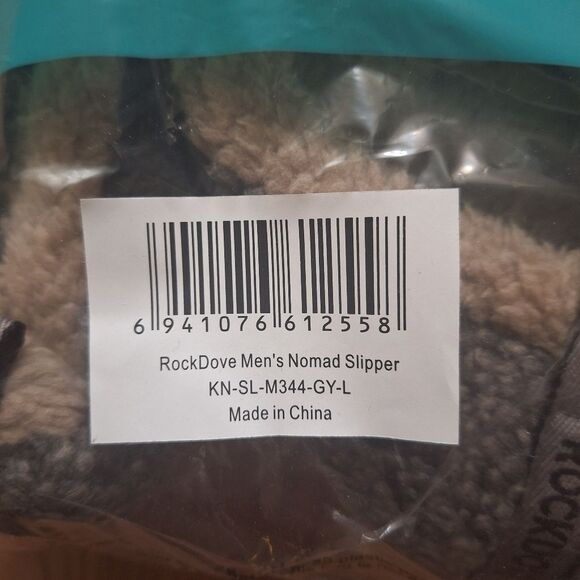 6 941076 612558
RockDove Men's Nomad Slipper
KN-SL-M344-GY-L
Made in China